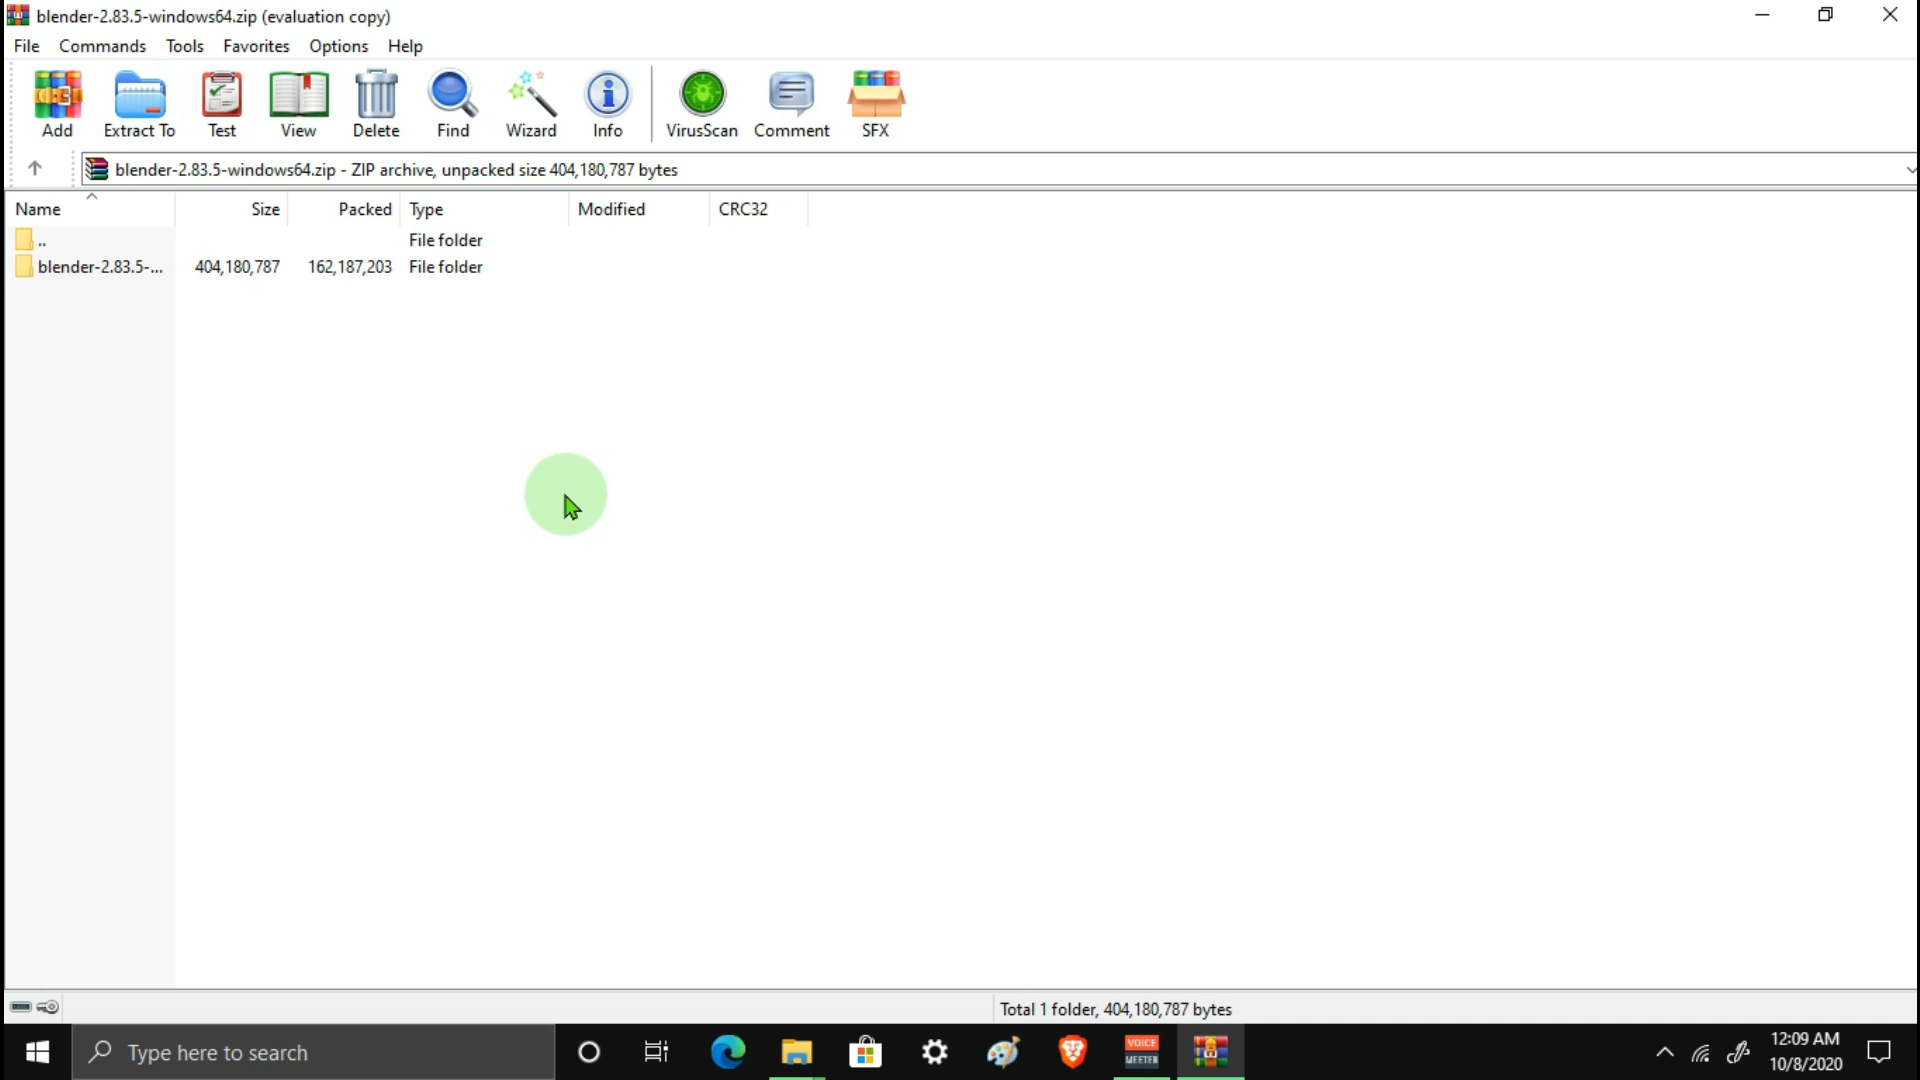 blender-2.83.5-windows64.zip (evaluation copy)
File Commands Tools Favorites Options Help
Add Extract To Test View Delete Find Wizard Info VirusScan Comment SFX
blender-2.83.5-windows64.zip - ZIP archive, unpacked size 404,180,787 bytes
Name Size Packed Type Modified CRC32
.. File folder
blender-2.83.5-... 404,180,787 162,187,203 File folder
Total 1 folder, 404,180,787 bytes
Type here to search
VOICE
MEETER
12:09 AM
10/8/2020